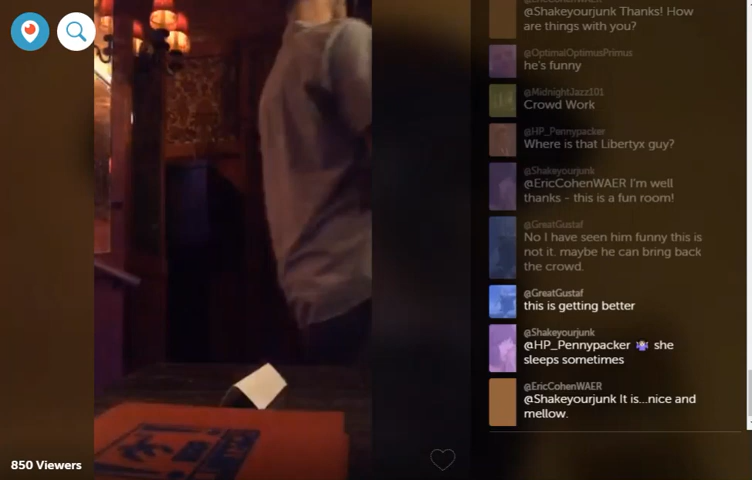 @EricCohenWAER
@Shakeyourjunk Thanks! How
are things with you?
@OptimalOptimusPrimus
he's funny
@MidnightJazz101
Crowd Work
@HP_Pennypacker
Where is that Libertyx guy?
@Shakeyourjunk
@EricCohenWAER I'm well
thanks - this is a fun room!
@GreatGustaf
No I have seen him funny this is
not it. maybe he can bring back
the crowd.
@GreatGustaf
this is getting better
@Shakeyourjunk
@HP_Pennypacker 🤷🏼‍♀️ she
sleeps sometimes
@EricCohenWAER
@Shakeyourjunk It is...nice and
mellow.
850 Viewers